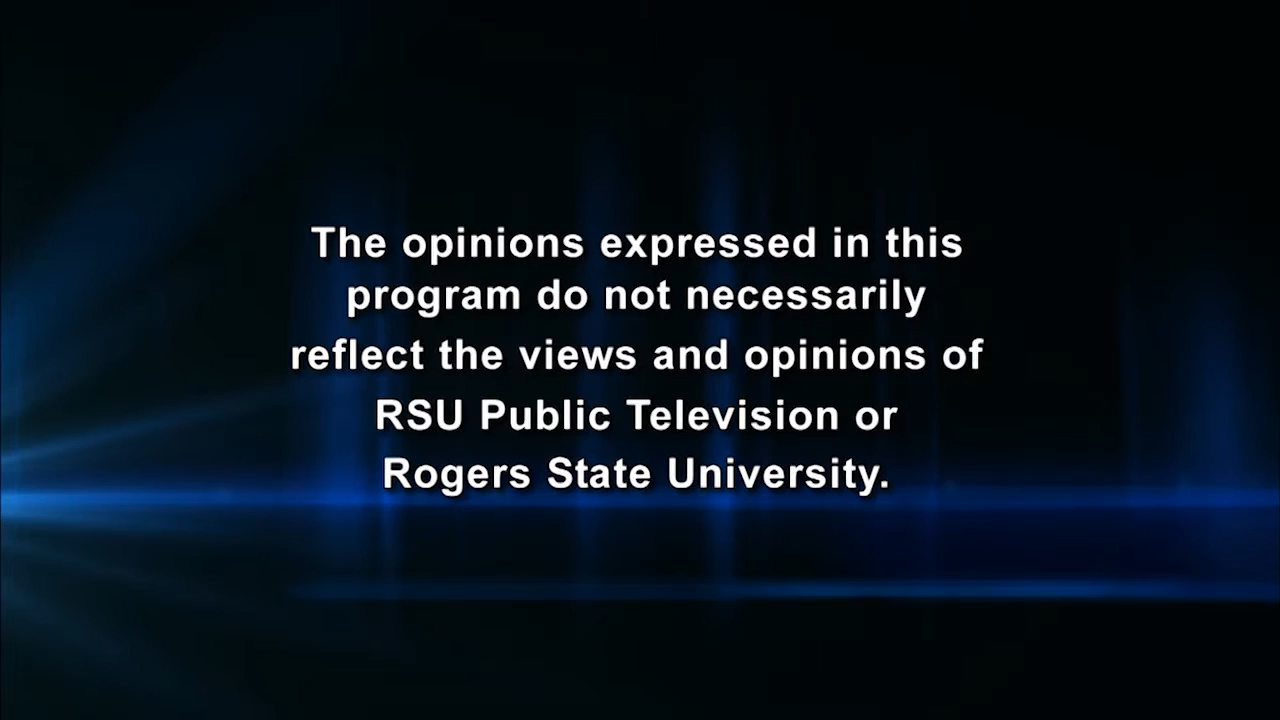 The opinions expressed in this
program do not necessarily
reflect the views and opinions of
RSU Public Television or
Rogers State University.